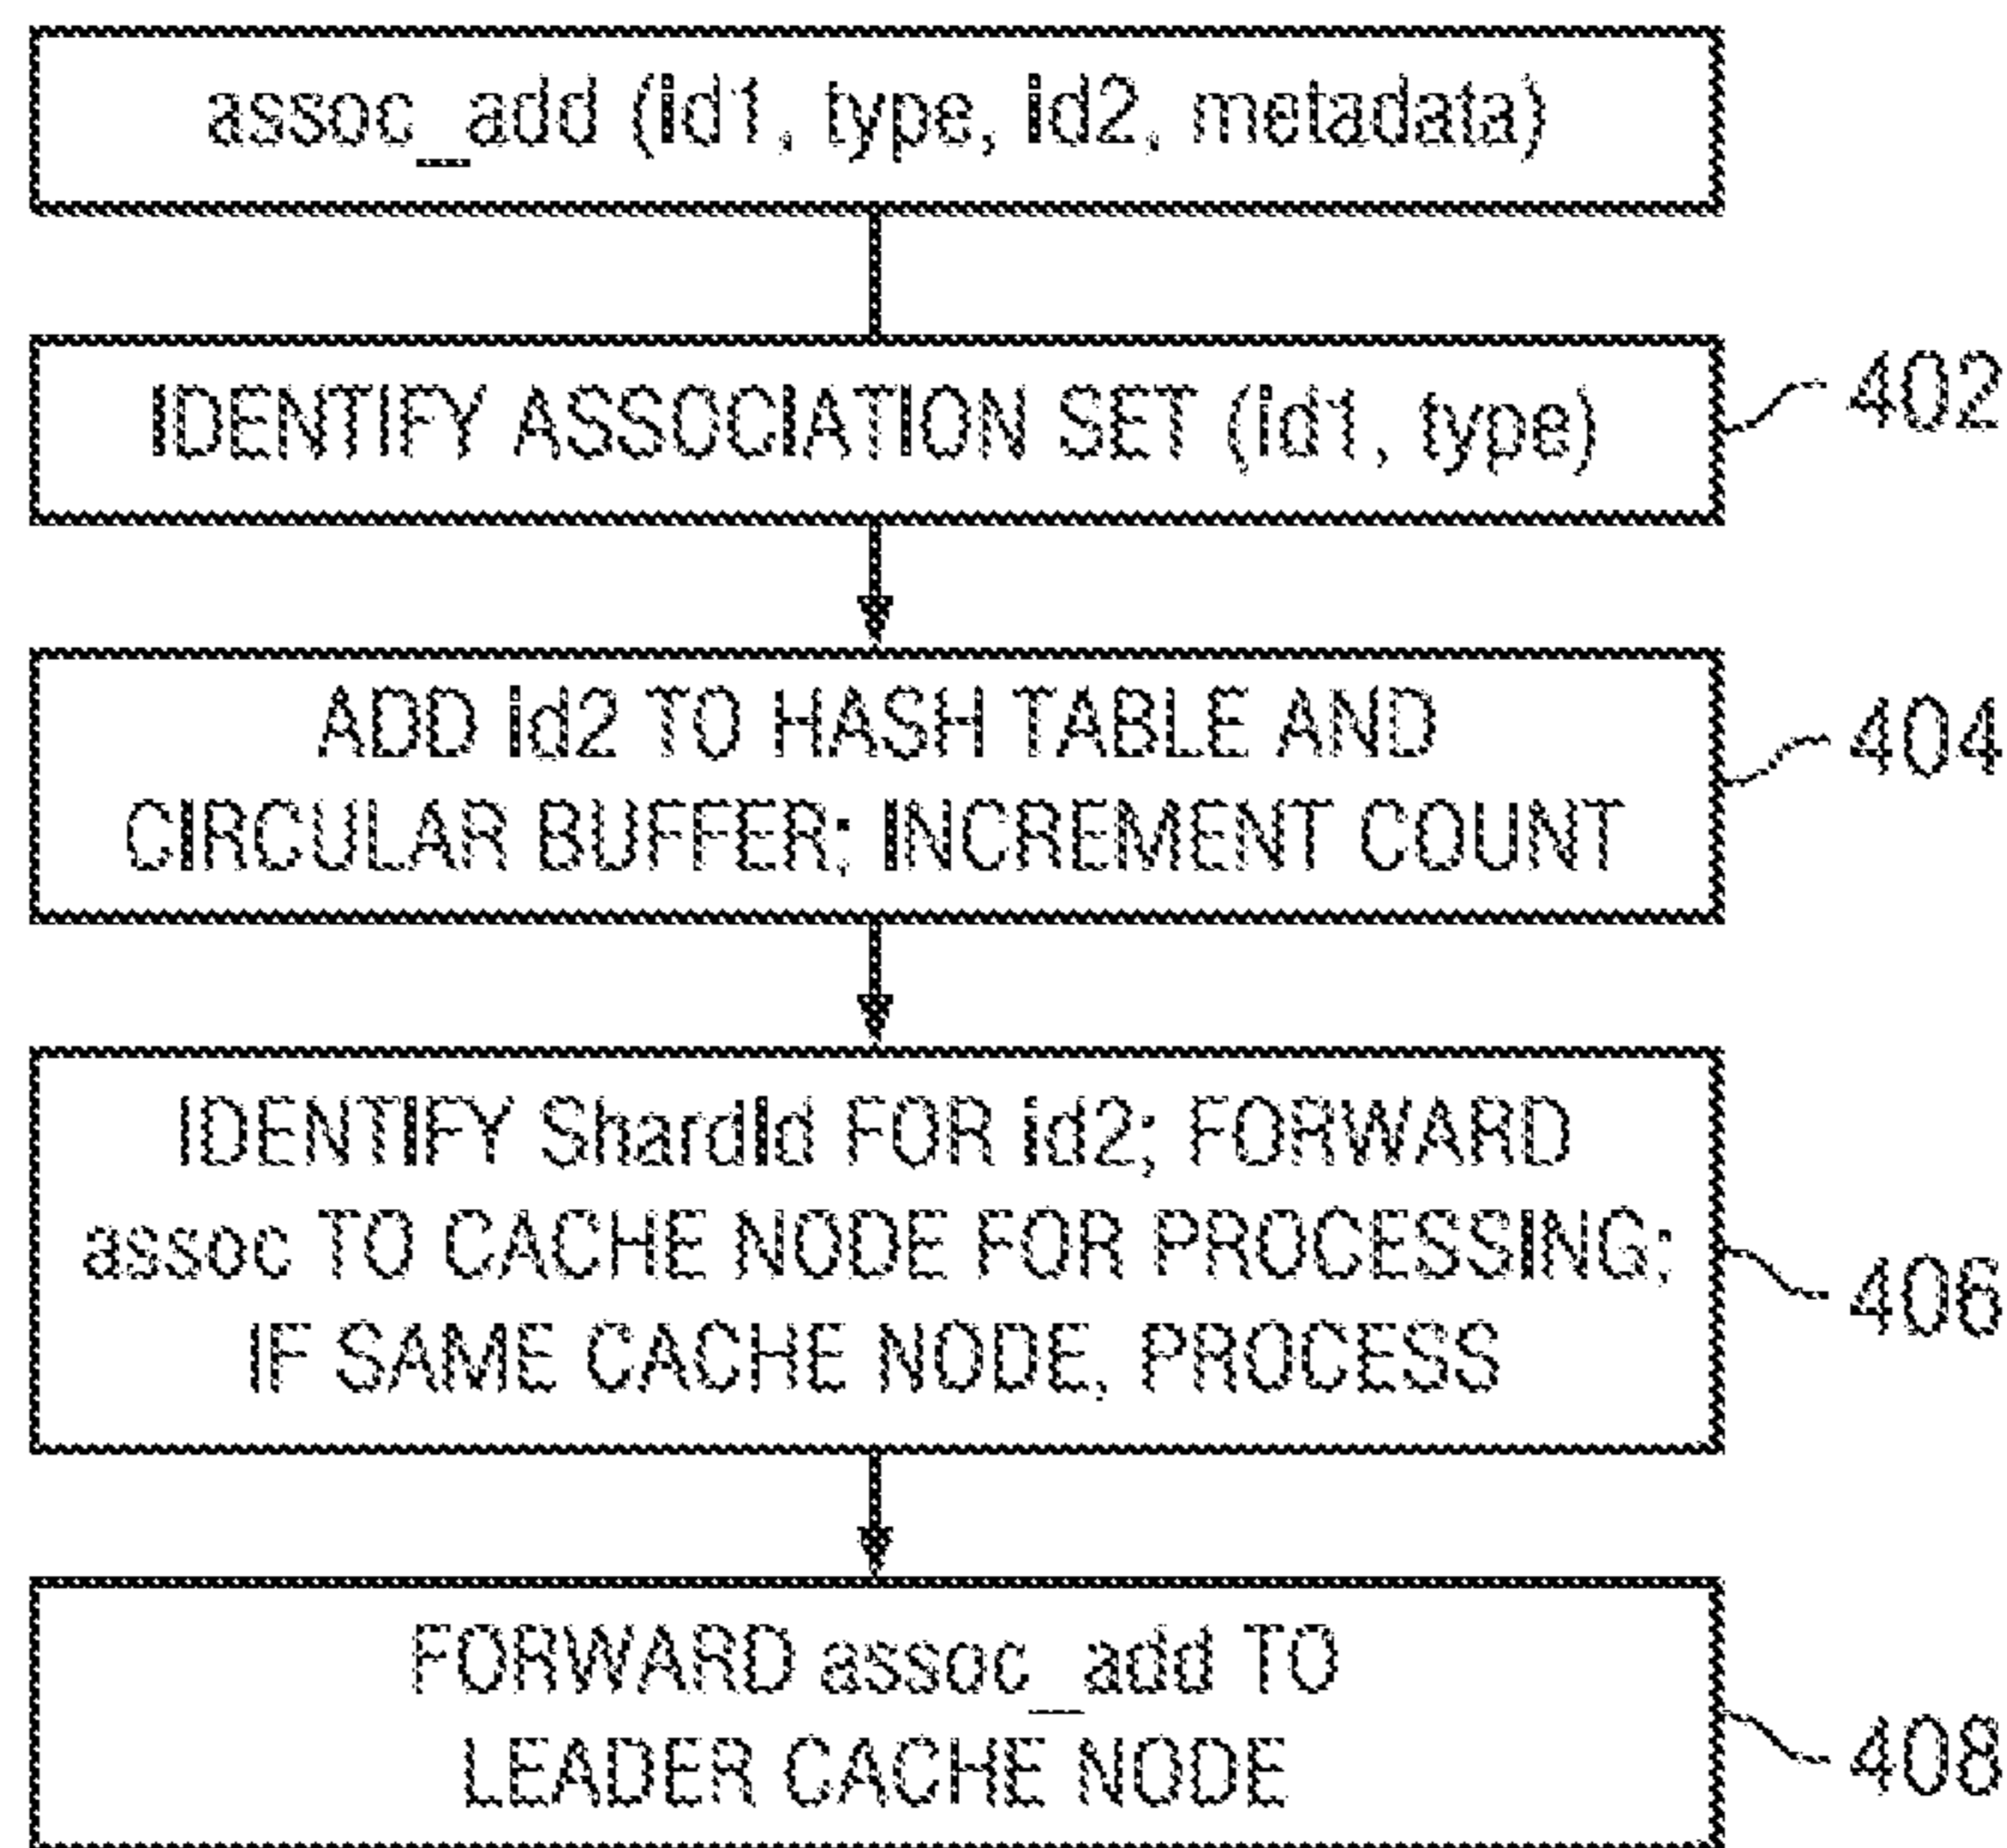 assoc_add (id1, type, id2, metadata)
IDENTIFY ASSOCIATION SET (id1, type)
402
ADD id2 TO HASH TABLE AND
CIRCULAR BUFFER; INCREMENT COUNT
404
IDENTIFY ShardId FOR id2; FORWARD
assoc TO CACHE NODE FOR PROCESSING;
IF SAME CACHE NODE, PROCESS
406
FORWARD assoc_add TO
LEADER CACHE NODE
408